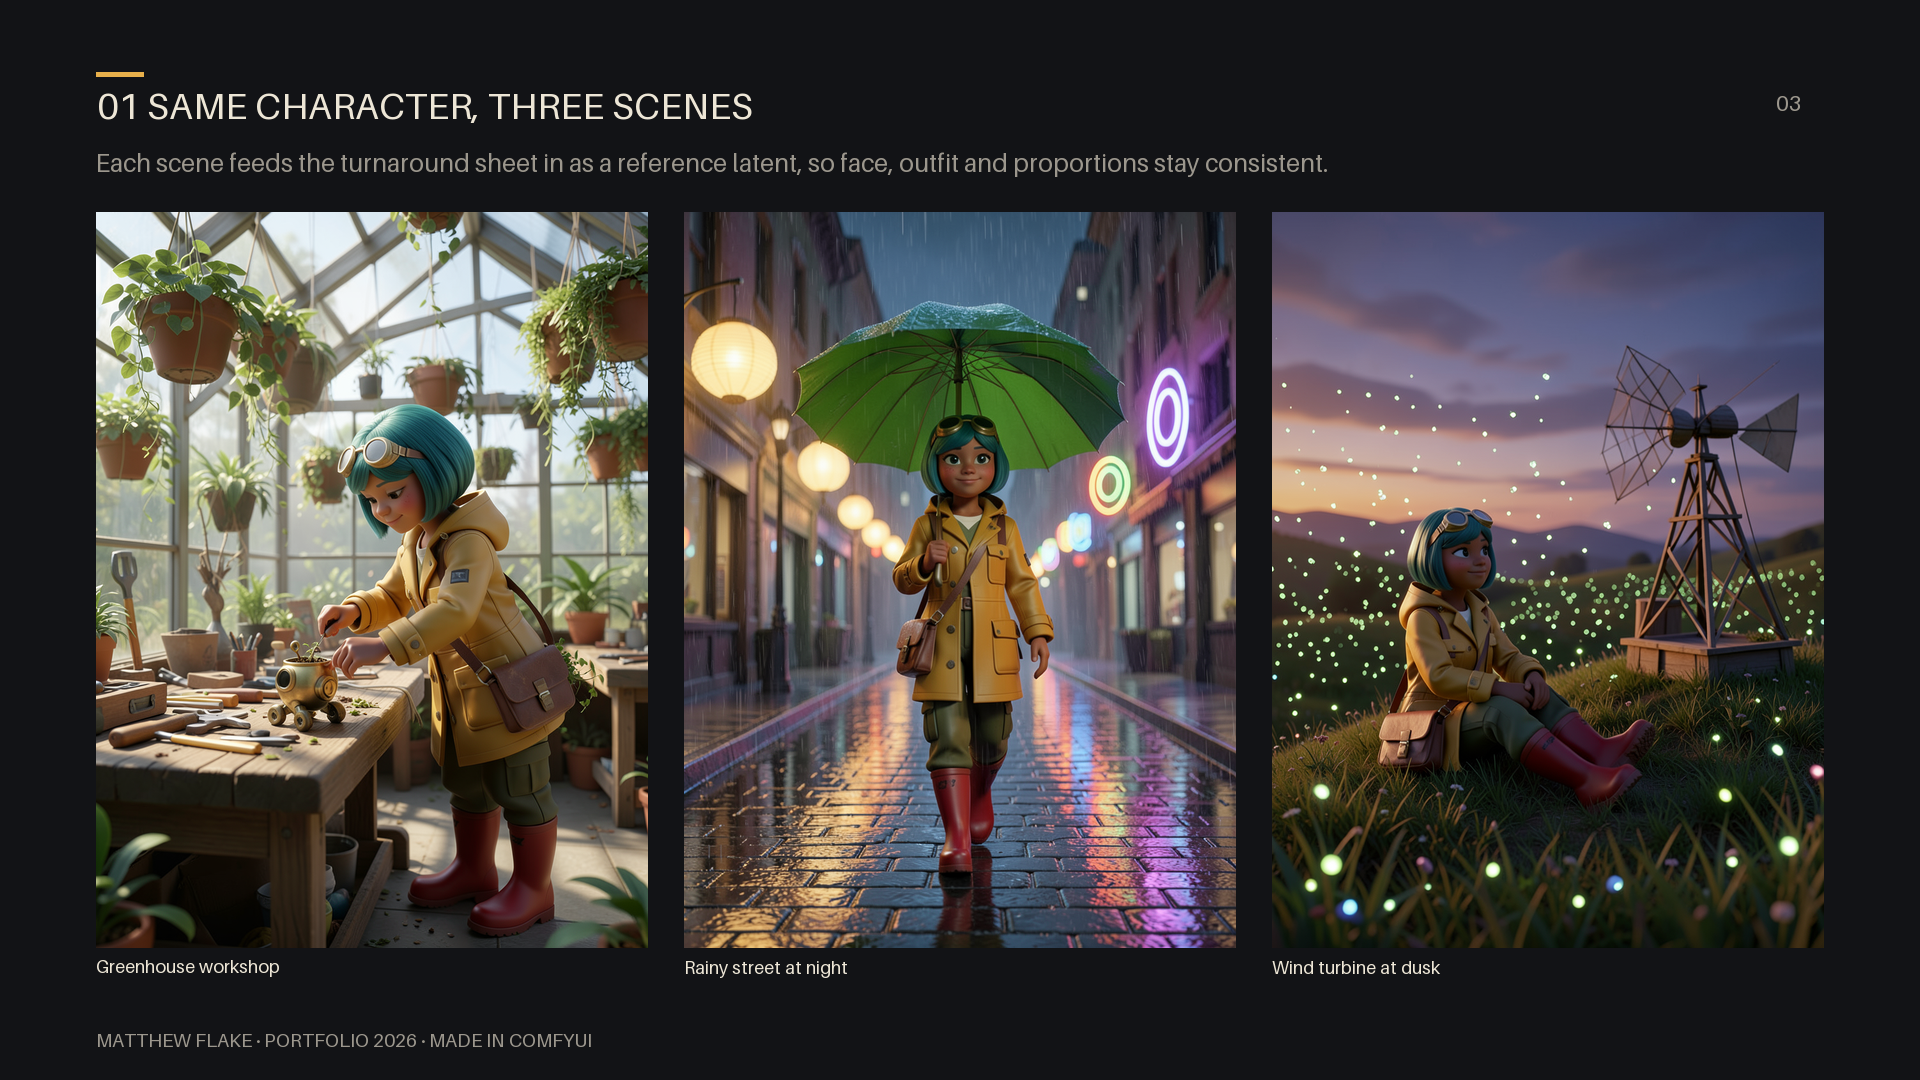 01 SAME CHARACTER, THREE SCENES
03
Each scene feeds the turnaround sheet in as a reference latent, so face, outfit and proportions stay consistent.
Greenhouse workshop
Rainy street at night
Wind turbine at dusk
MATTHEW FLAKE · PORTFOLIO 2026 · MADE IN COMFYUI